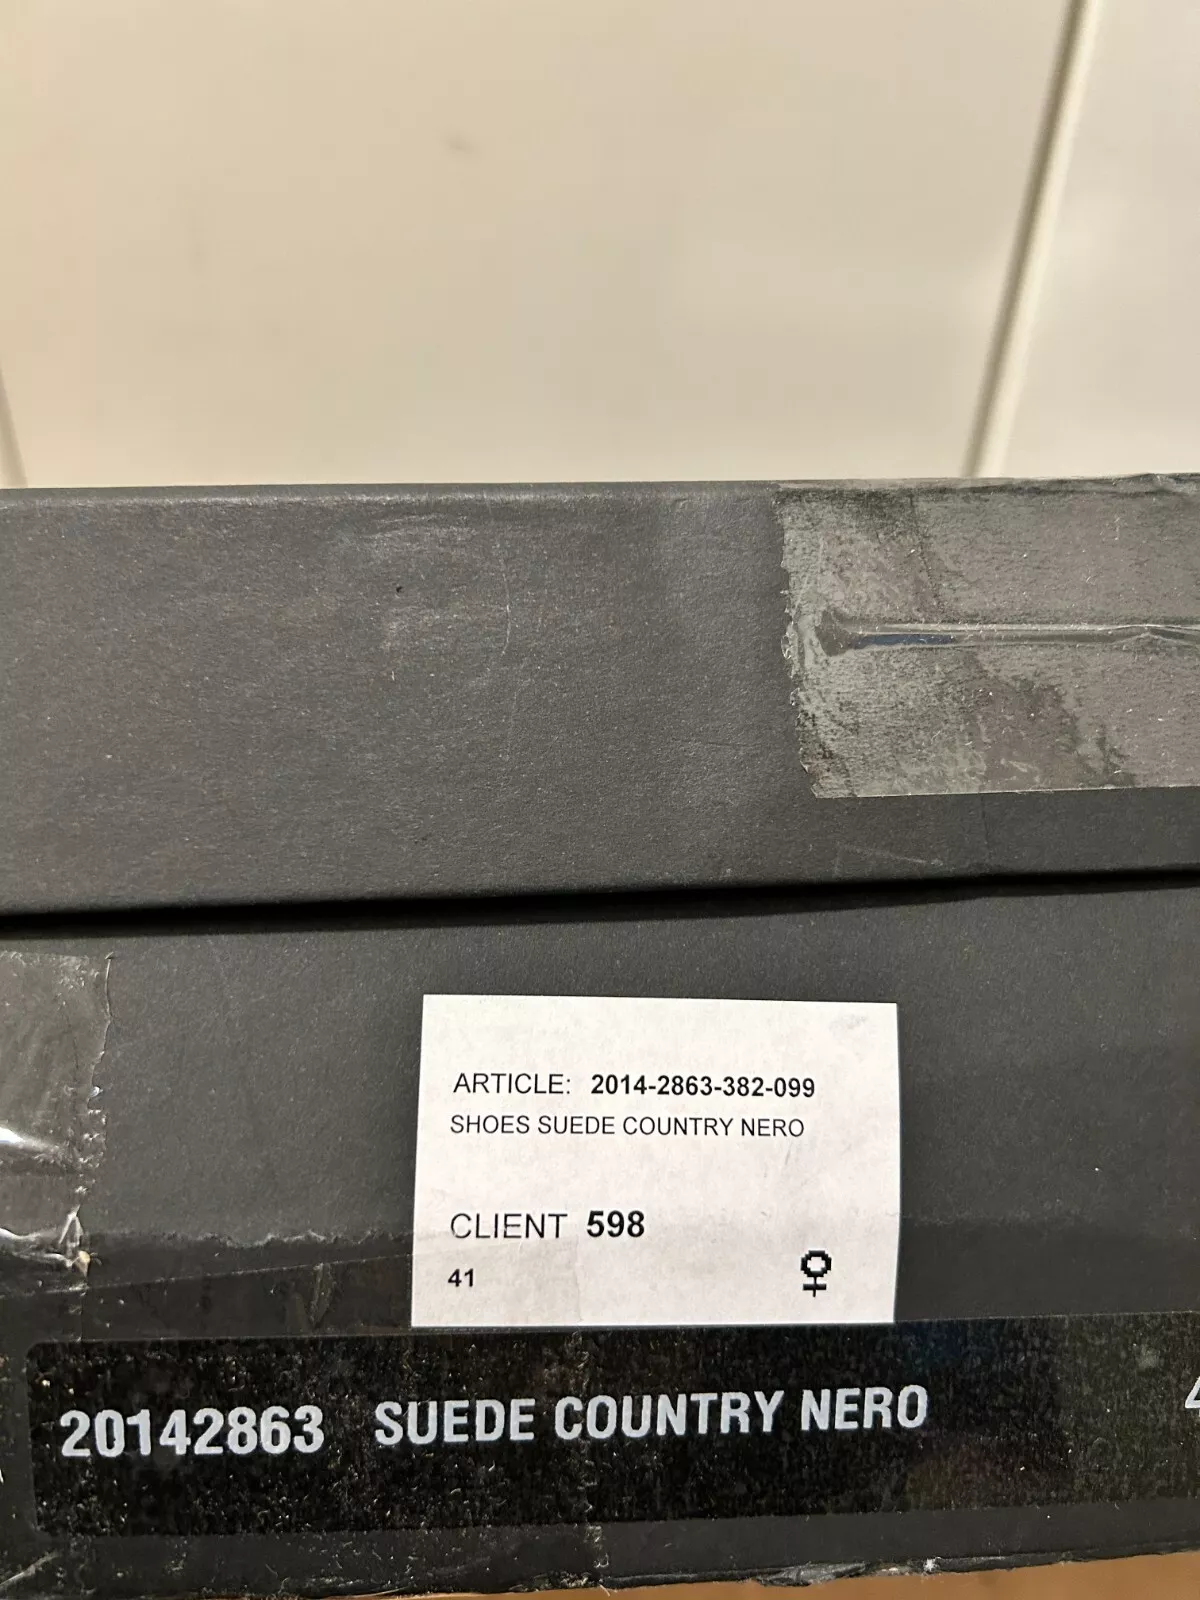 ARTICLE: 2014-2863-382-099
SHOES SUEDE COUNTRY NERO
CLIENT 598
41
20142863 SUEDE COUNTRY NERO